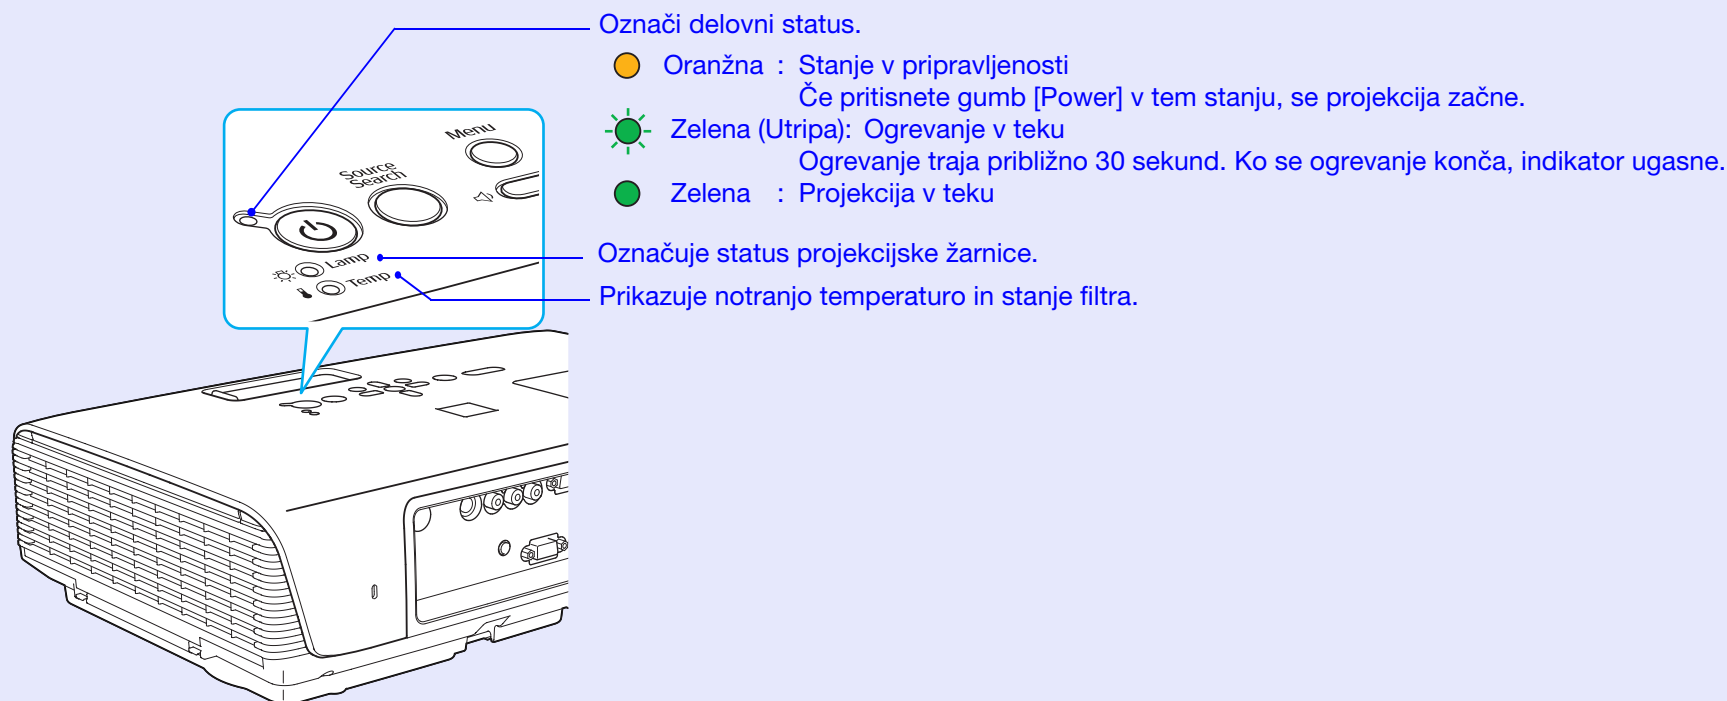 Označi delovni status.
Oranžna : Stanje v pripravljenosti
Če pritisnete gumb [Power] v tem stanju, se projekcija začne.
Zelena (Utripa): Ogrevanje v teku
Ogrevanje traja približno 30 sekund. Ko se ogrevanje konča, indikator ugasne.
Zelena : Projekcija v teku
Označuje status projekcijske žarnice.
Prikazuje notranjo temperaturo in stanje filtra.
Menu
Source
Search
Lamp
Temp